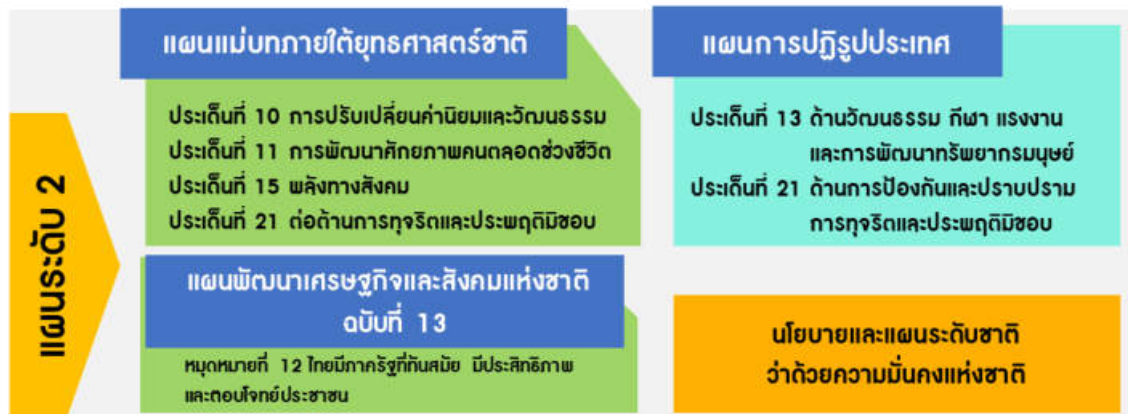 แผนระดับ 2
แผนแม่บทภายใต้ยุทธศาสตร์ชาติ
ประเด็นที่ 10 การปรับเปลี่ยนค่านิยมและวัฒนธรรม
ประเด็นที่ 11 การพัฒนาศักยภาพคนตลอดช่วงชีวิต
ประเด็นที่ 15 พลังทางสังคม
ประเด็นที่ 21 ต่อต้านการทุจริตและประพฤติมิชอบ
แผนการปฏิรูปประเทศ
ประเด็นที่ 13 ด้านวัฒนธรรม กีฬา แรงงาน
และการพัฒนาทรัพยากรมนุษย์
ประเด็นที่ 21 ด้านการป้องกันและปราบปราม
การทุจริตและประพฤติมิชอบ
แผนพัฒนาเศรษฐกิจและสังคมแห่งชาติ
ฉบับที่ 13
หมุดหมายที่ 12 ไทยมีภาครัฐที่ทันสมัย มีประสิทธิภาพ
และตอบโจทย์ประชาชน
นโยบายและแผนระดับชาติ
ว่าด้วยความมั่นคงแห่งชาติ